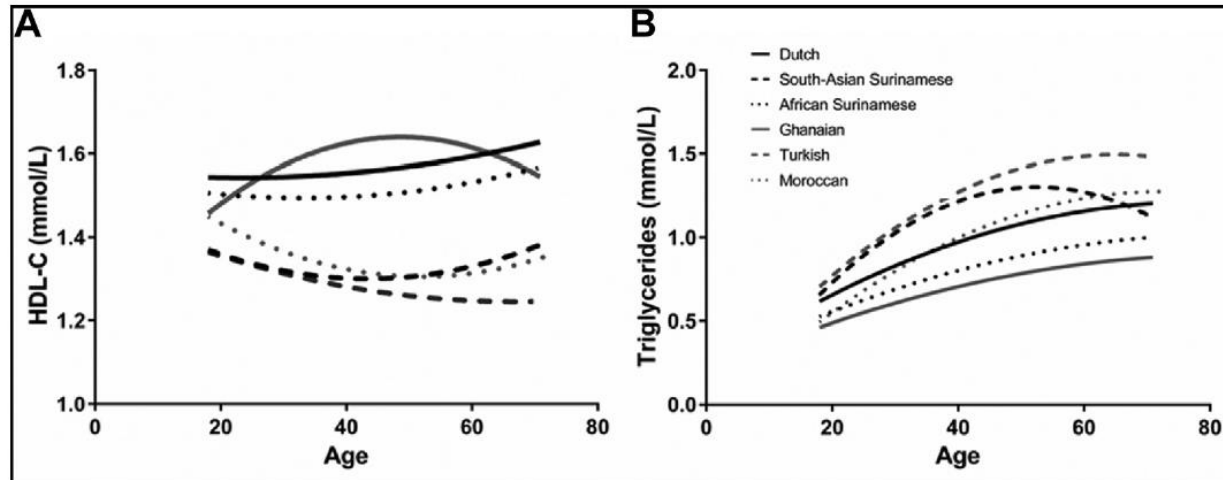 A
HDL-C (mmol/L)
1.8
1.6
1.4
1.2
1.0
0
20
40
60
80
Age
B
Triglycerides (mmol/L)
2.0
1.5
1.0
0.5
0.0
0
20
40
60
80
Age
Dutch
South-Asian Surinamese
African Surinamese
Ghanaian
Turkish
Moroccan